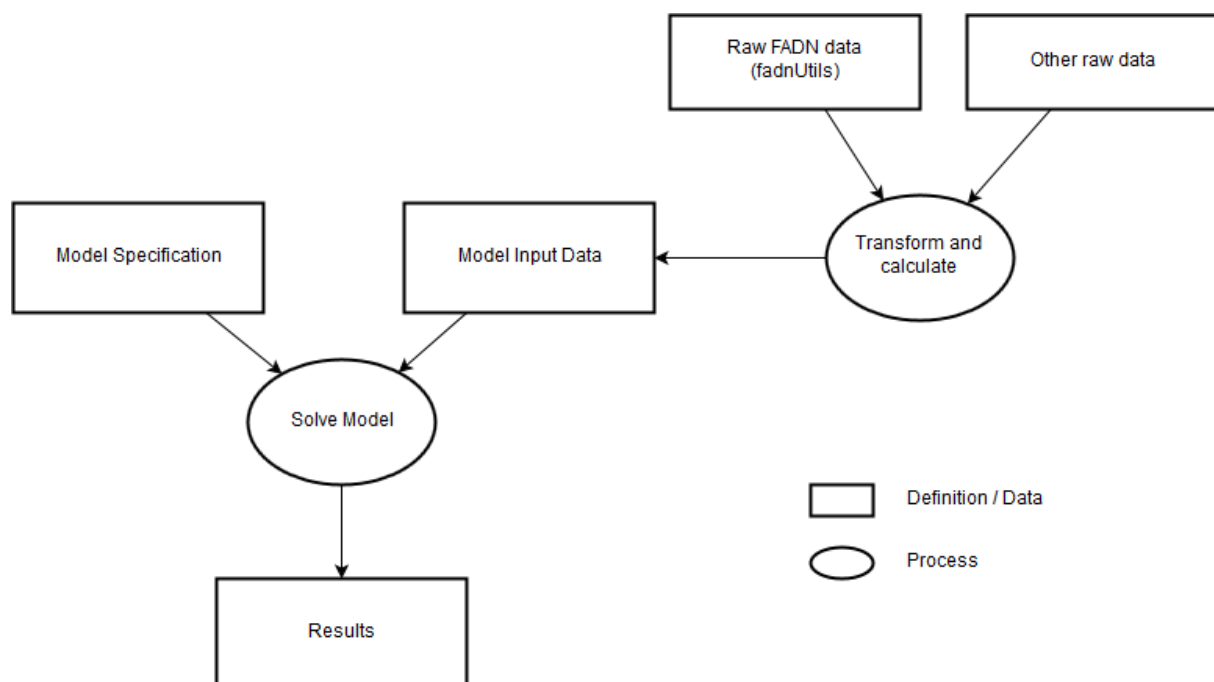 Raw FADN data
(fadnUtils)
Other raw data
Model Specification
Model Input Data
Transform and
calculate
Solve Model
Definition / Data
Process
Results